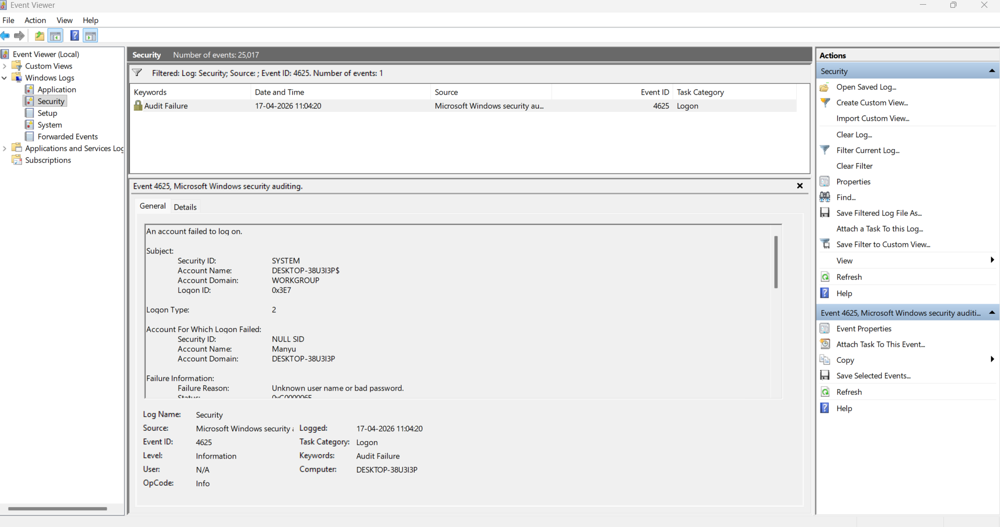 Event Viewer
File Action View Help
Event Viewer (Local)
Custom Views
Windows Logs
Application
Security
Setup
System
Forwarded Events
Applications and Services Log
Subscriptions
Security Number of events: 25,017
Filtered: Log: Security; Source: ; Event ID: 4625. Number of events: 1
Keywords Date and Time Source Event ID Task Category
Audit Failure 17-04-2026 11:04:20 Microsoft Windows security au... 4625 Logon
Event 4625, Microsoft Windows security auditing.
General Details
An account failed to log on.
Subject:
Security ID: SYSTEM
Account Name: DESKTOP-38U3I3P$
Account Domain: WORKGROUP
Logon ID: 0x3E7
Logon Type: 2
Account For Which Logon Failed:
Security ID: NULL SID
Account Name: Manyu
Account Domain: DESKTOP-38U3I3P
Failure Information:
Failure Reason: Unknown user name or bad password.
Status:
Log Name: Security
Source: Microsoft Windows security Logged: 17-04-2026 11:04:20
Event ID: 4625 Task Category: Logon
Level: Information Keywords: Audit Failure
User: N/A Computer: DESKTOP-38U3I3P
OpCode: Info
Actions
Security
Open Saved Log...
Create Custom View...
Import Custom View...
Clear Log...
Filter Current Log...
Clear Filter
Properties
Find...
Save Filtered Log File As...
Attach a Task To this Log...
Save Filter to Custom View...
View
Refresh
Help
Event 4625, Microsoft Windows security auditi...
Event Properties
Attach Task To This Event...
Copy
Save Selected Events...
Refresh
Help